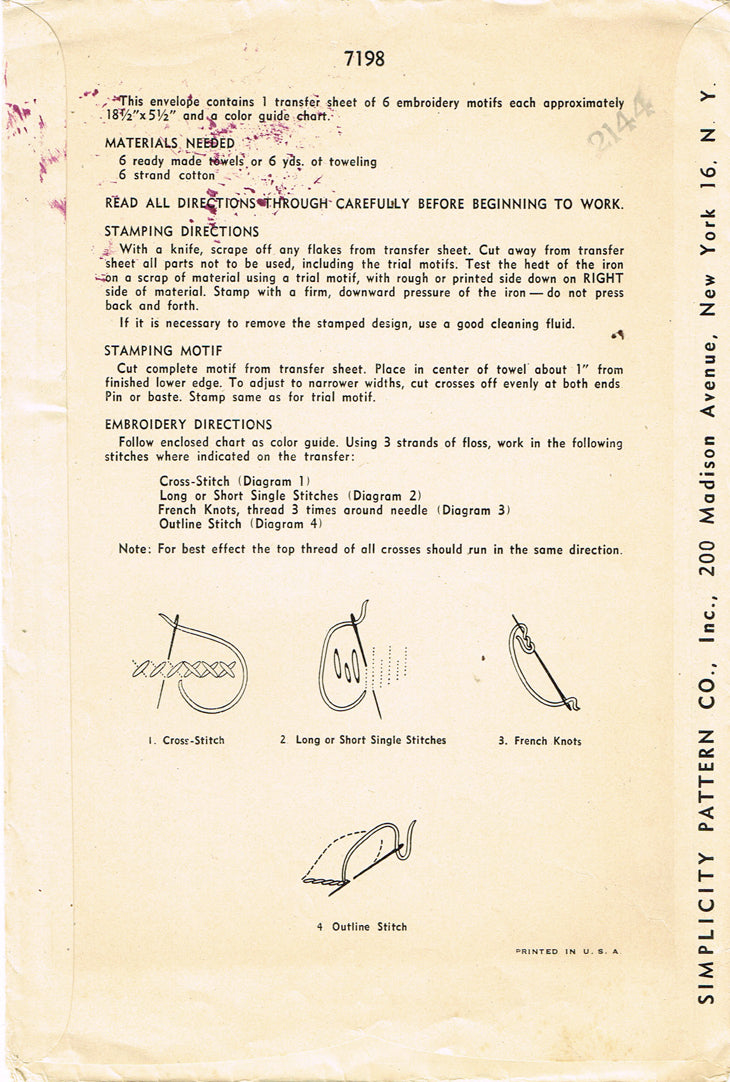 7198
This envelope contains 1 transfer sheet of 6 embroidery motifs each approximately
18½"x5½" and a color guide chart.
MATERIALS NEEDED
6 ready made towels or 6 yds. of toweling
6 strand cotton
READ ALL DIRECTIONS THROUGH CAREFULLY BEFORE BEGINNING TO WORK.
STAMPING DIRECTIONS
With a knife, scrape off any flakes from transfer sheet. Cut away from transfer
sheet all parts not to be used, including the trial motifs. Test the heat of the iron
on a scrap of material using a trial motif, with rough or printed side down on RIGHT
side of material. Stamp with a firm, downward pressure of the iron — do not press
back and forth.
If it is necessary to remove the stamped design, use a good cleaning fluid.
STAMPING MOTIF
Cut complete motif from transfer sheet. Place in center of towel about 1" from
finished lower edge. To adjust to narrower widths, cut crosses off evenly at both ends
Pin or baste. Stamp same as for trial motif.
EMBROIDERY DIRECTIONS
Follow enclosed chart as color guide. Using 3 strands of floss, work in the following
stitches where indicated on the transfer:
Cross-Stitch (Diagram 1)
Long or Short Single Stitches (Diagram 2)
French Knots, thread 3 times around needle (Diagram 3)
Outline Stitch (Diagram 4)
Note: For best effect the top thread of all crosses should run in the same direction.
1. Cross-Stitch
2 Long or Short Single Stitches
3. French Knots
4 Outline Stitch
PRINTED IN U. S. A
SIMPLICITY PATTERN CO., Inc., 200 Madison Avenue, New York 16, N Y.
2144